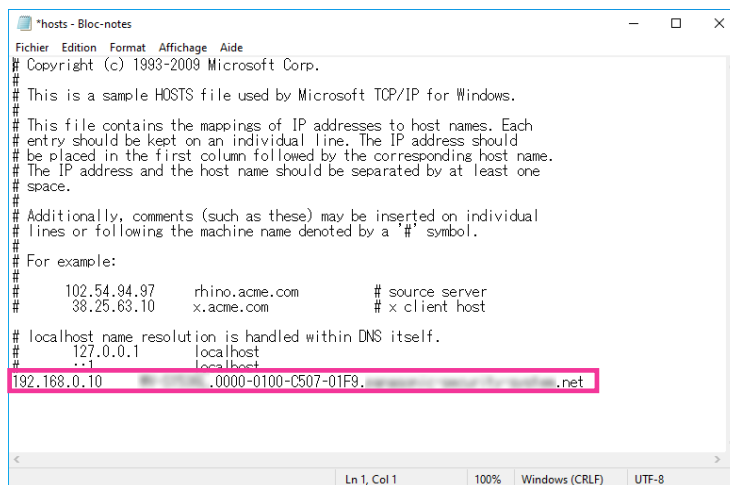 *hosts - Bloc-notes
Fichier Edition Format Affichage Aide
# Copyright (c) 1993-2009 Microsoft Corp.
#
# This is a sample HOSTS file used by Microsoft TCP/IP for Windows.
#
# This file contains the mappings of IP addresses to host names. Each
# entry should be kept on an individual line. The IP address should
# be placed in the first column followed by the corresponding host name.
# The IP address and the host name should be separated by at least one
# space.
#
# Additionally, comments (such as these) may be inserted on individual
# lines or following the machine name denoted by a '#' symbol.
#
# For example:
#
# 102.54.94.97 rhino.acme.com # source server
# 38.25.63.10 x.acme.com # x client host

# localhost name resolution is handled within DNS itself.
# 127.0.0.1 localhost
# ::1 localhost
192.168.0.10 .0000-0100-C507-01F9. .net
Ln 1, Col 1 100% Windows (CRLF) UTF-8